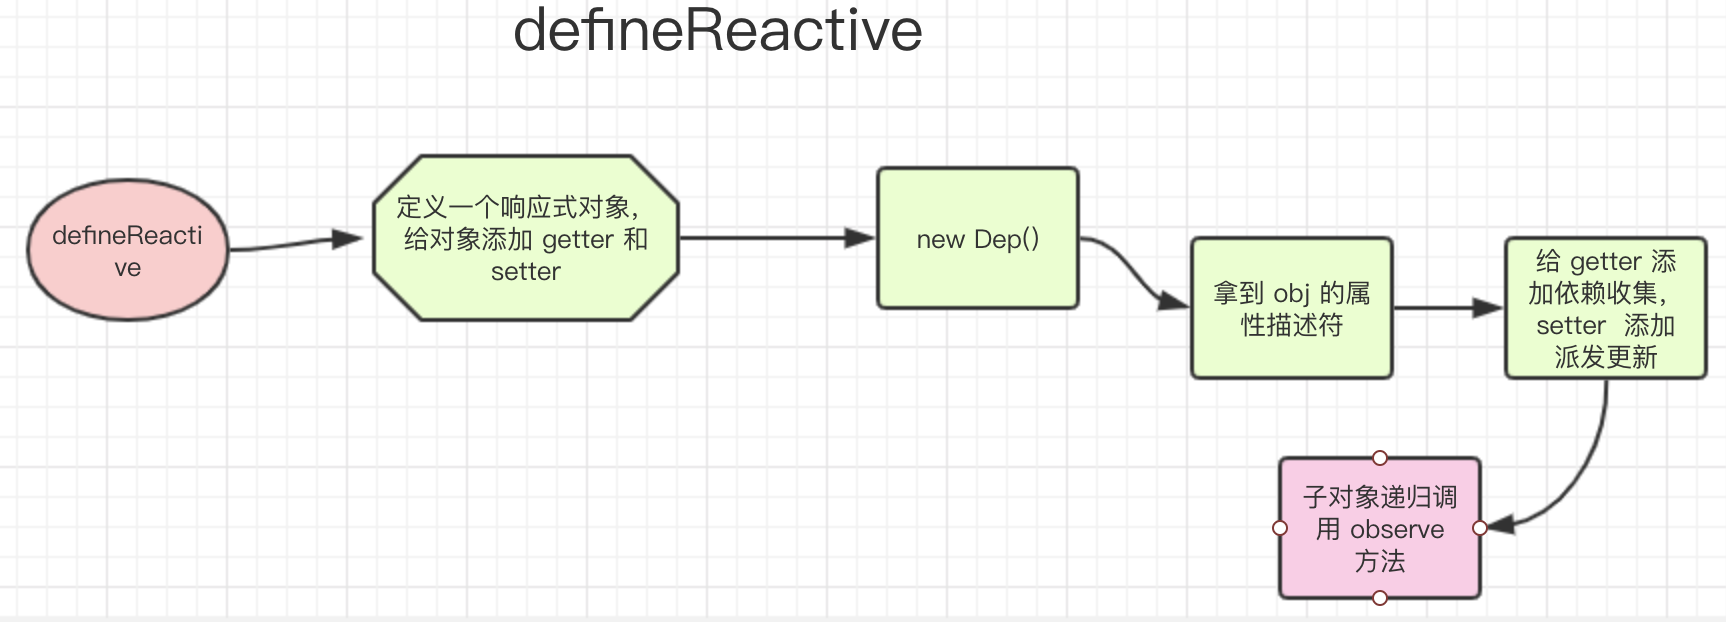 defineReactive
defineReacti
ve
定义一个响应式对象，
给对象添加 getter 和
setter
new Dep()
拿到 obj 的属
性描述符
给 getter 添
加依赖收集，
setter  添加
派发更新
子对象递归调
用 observe
方法